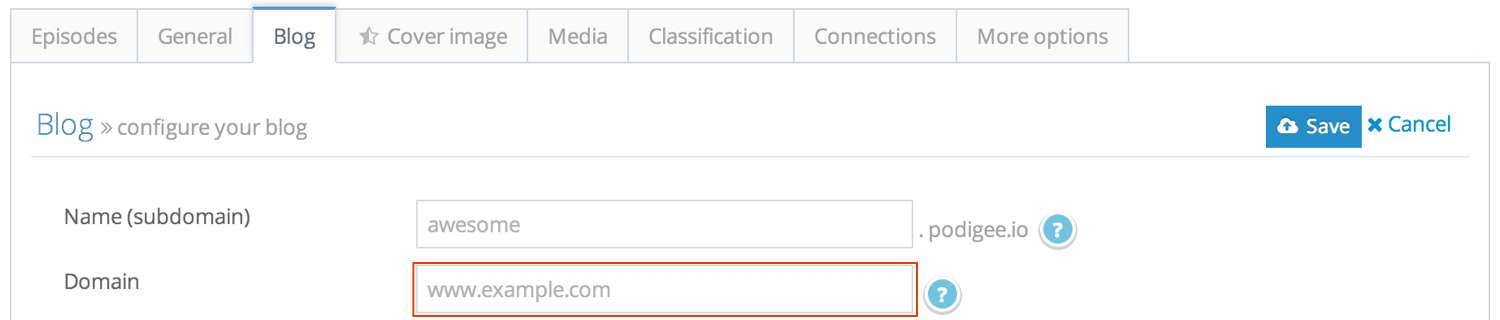 Episodes General Blog Cover image Media Classification Connections More options
Blog » configure your blog Save Cancel
Name (subdomain) awesome . podigee.io ?
Domain www.example.com ?